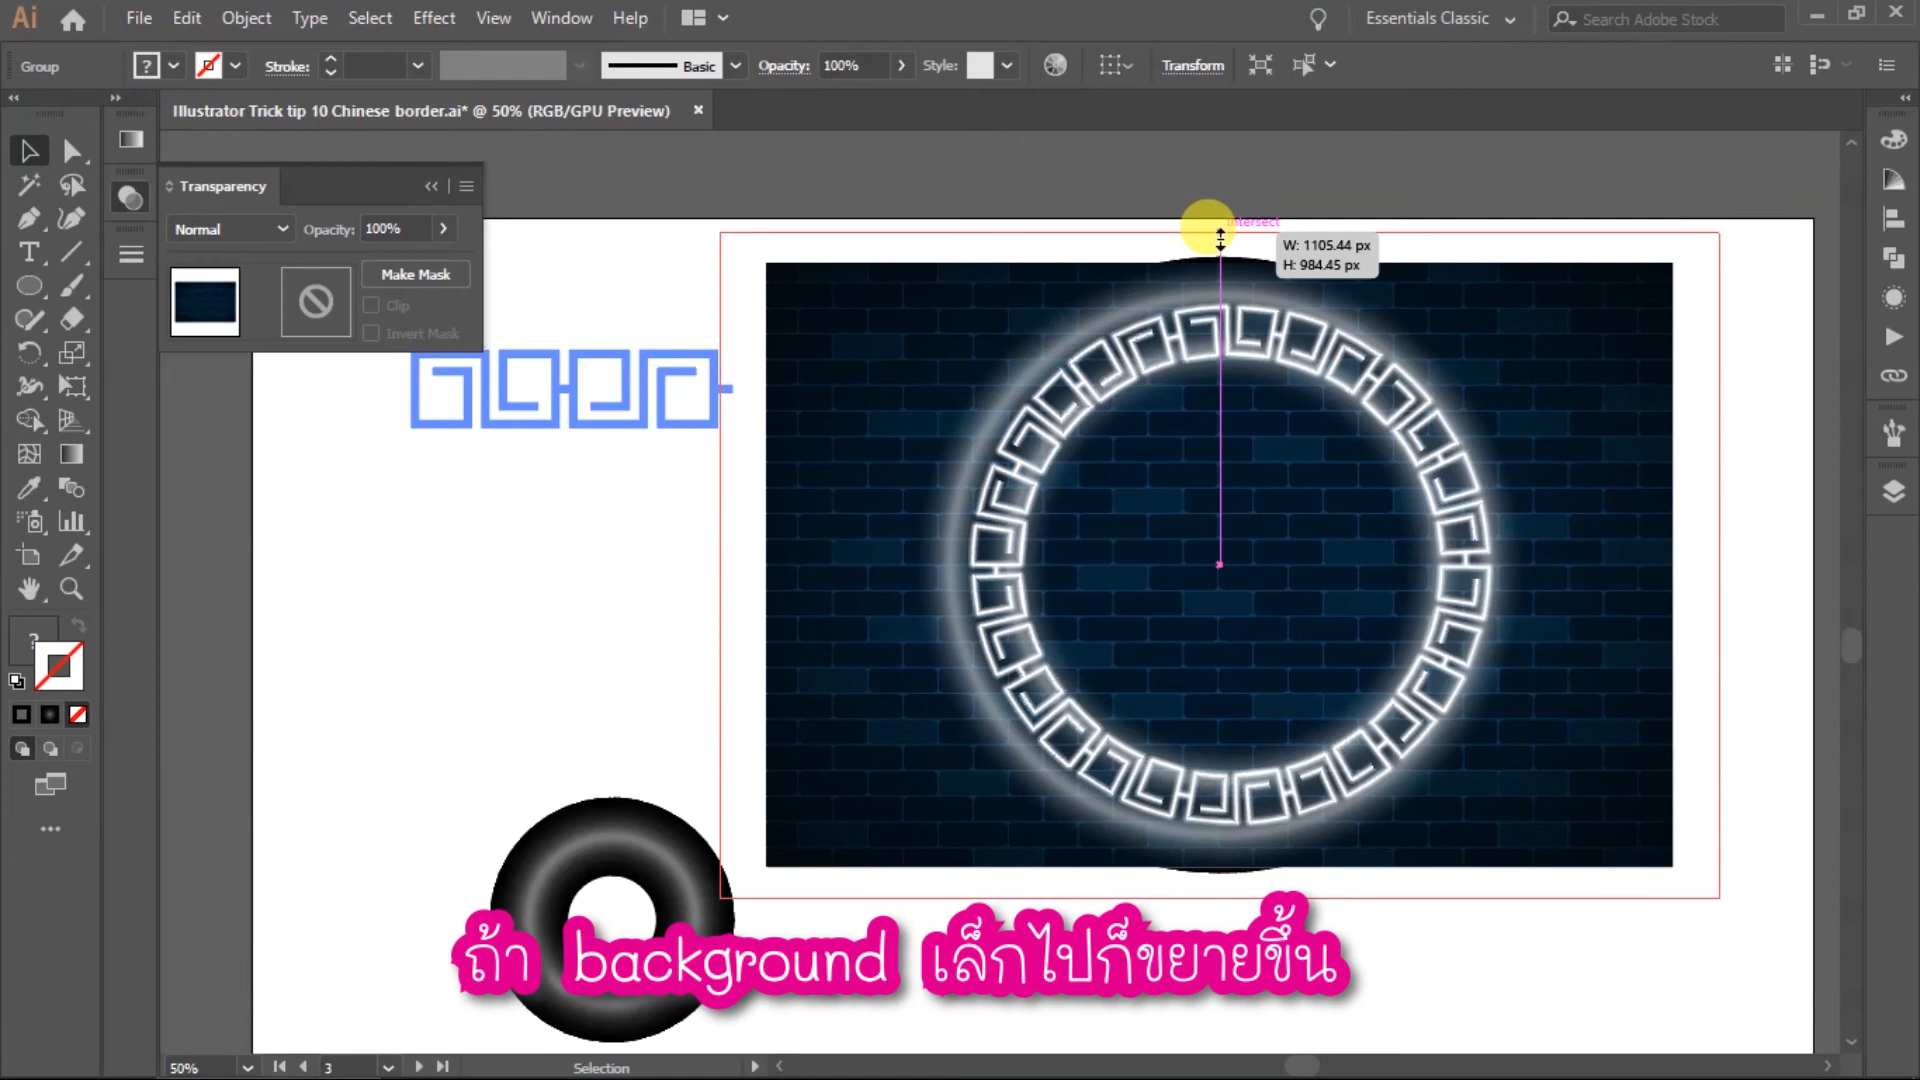 Ai File Edit Object Type Select Effect View Window Help Essentials Classic Search Adobe Stock
Group ? Stroke: Basic Opacity: 100% Style: Transform
Illustrator Trick tip 10 Chinese border.ai* @ 50% (RGB/GPU Preview)
Transparency
Normal Opacity: 100%
Make Mask
Clip
Invert Mask
intersect
W: 1105.44 px
H: 984.45 px
T
?
ถ้า background เล็กไปก็ขยายขึ้น
50% 3 Selection